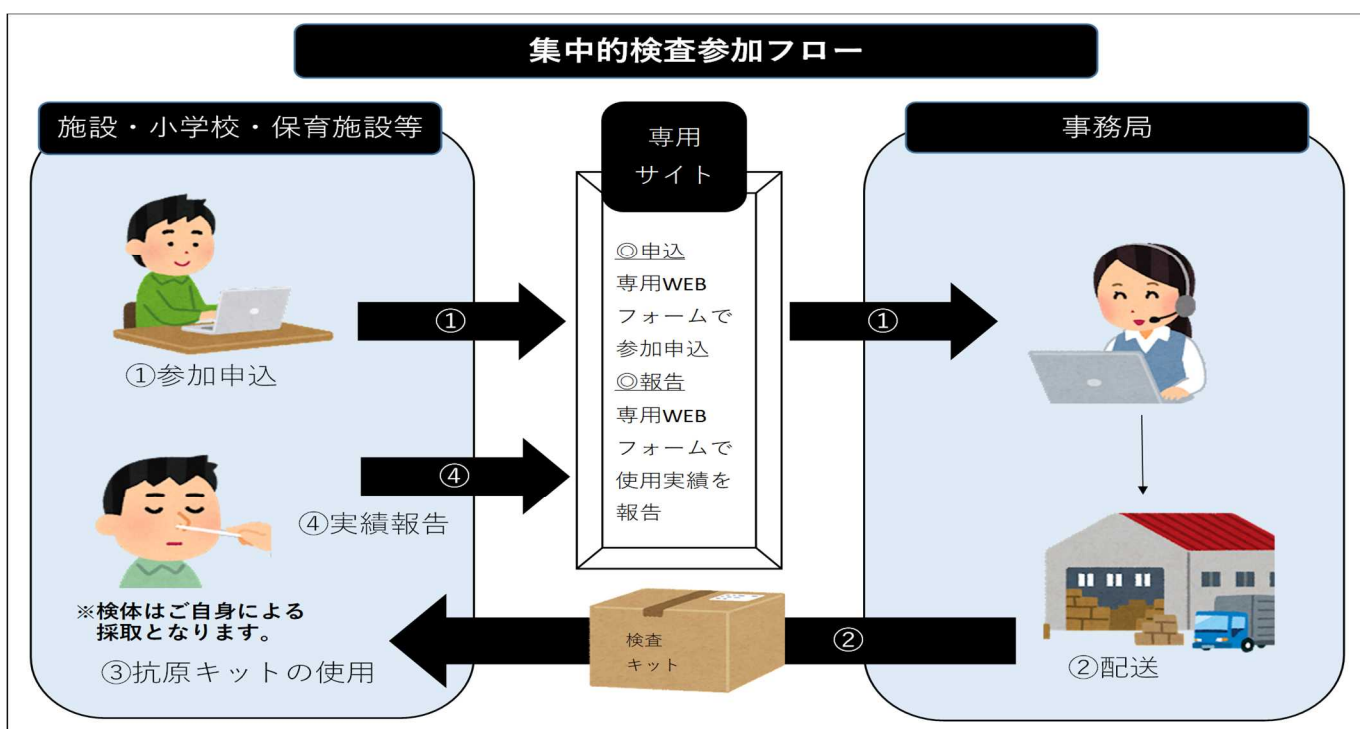 集中的検査参加フロー
施設・小学校・保育施設等
①参加申込
①
④
④実績報告
※検体はご自身による
採取となります。
③抗原キットの使用
専用
サイト
◎申込
専用WEB
フォームで
参加申込
◎報告
専用WEB
フォームで
使用実績を
報告
検査
キット
①
②
事務局
②配送